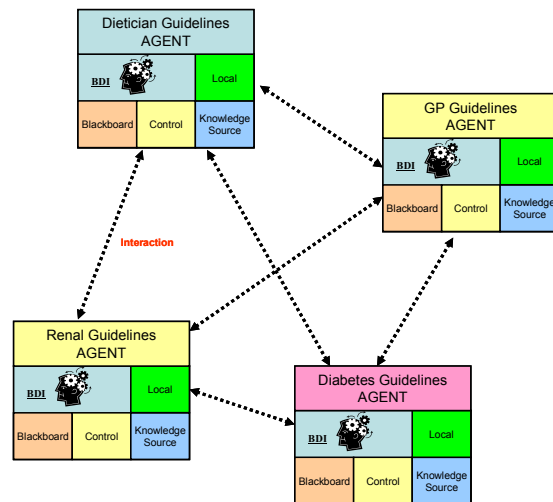 Dietician Guidelines
AGENT
BDI
Local
Blackboard
Control
Knowledge
Source
GP Guidelines
AGENT
BDI
Local
Blackboard
Control
Knowledge
Source
Interaction
Renal Guidelines
AGENT
BDI
Local
Blackboard
Control
Knowledge
Source
Diabetes Guidelines
AGENT
BDI
Local
Blackboard
Control
Knowledge
Source